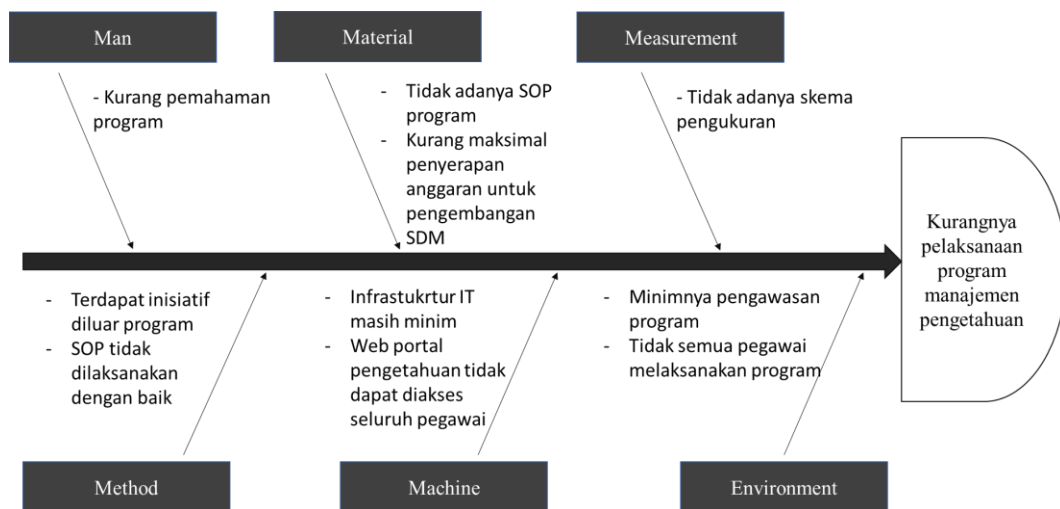 Man
Material
Measurement
- Kurang pemahaman
program
- Tidak adanya SOP
program
- Kurang maksimal
penyerapan
anggaran untuk
pengembangan
SDM
- Tidak adanya skema
pengukuran
Kurangnya
pelaksanaan
program
manajemen
pengetahuan
- Terdapat inisiatif
diluar program
- SOP tidak
dilaksanakan
dengan baik
- Infrastukrtur IT
masih minim
- Web portal
pengetahuan tidak
dapat diakses
seluruh pegawai
- Minimnya pengawasan
program
- Tidak semua pegawai
melaksanakan program
Method
Machine
Environment